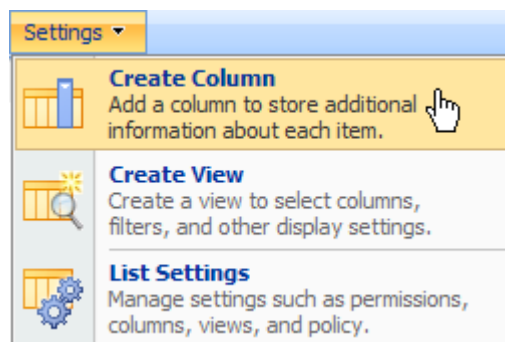 Settings
Create Column
Add a column to store additional
information about each item.
Create View
Create a view to select columns,
filters, and other display settings.
List Settings
Manage settings such as permissions,
columns, views, and policy.